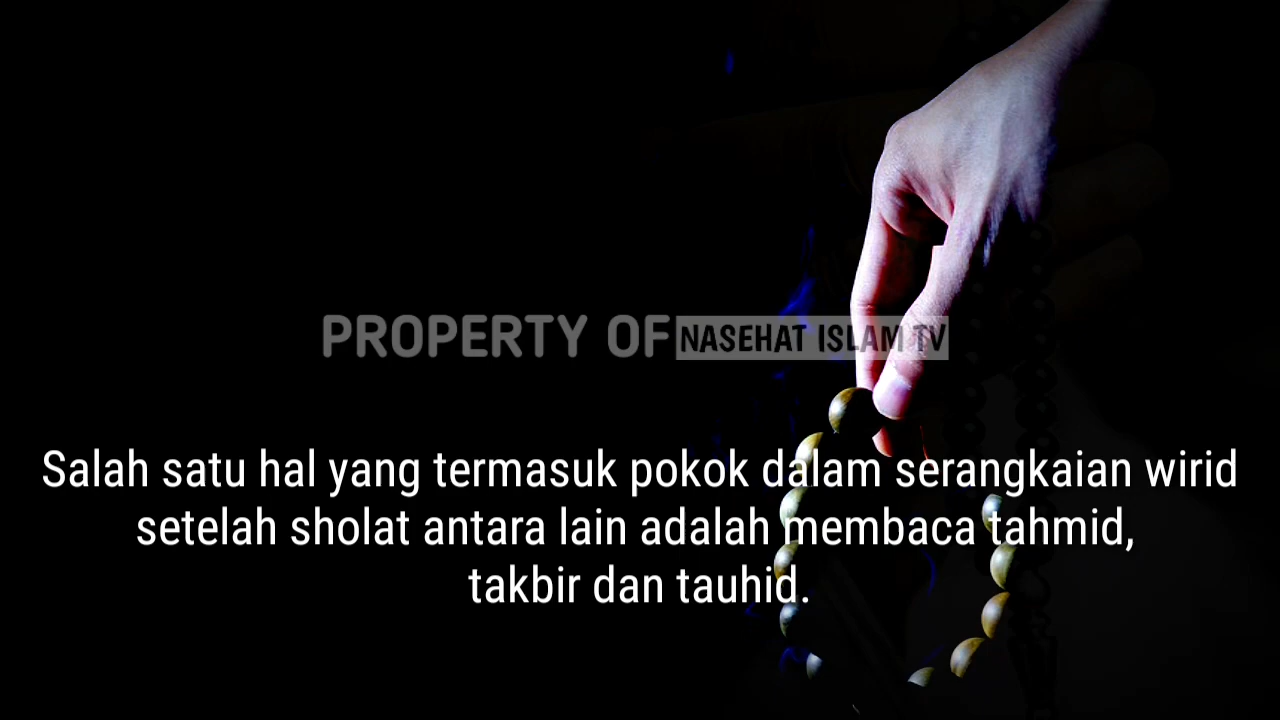 PROPERTY OF NASEHAT ISLAM TV
Salah satu hal yang termasuk pokok dalam serangkaian wirid
setelah sholat antara lain adalah membaca tahmid,
takbir dan tauhid.